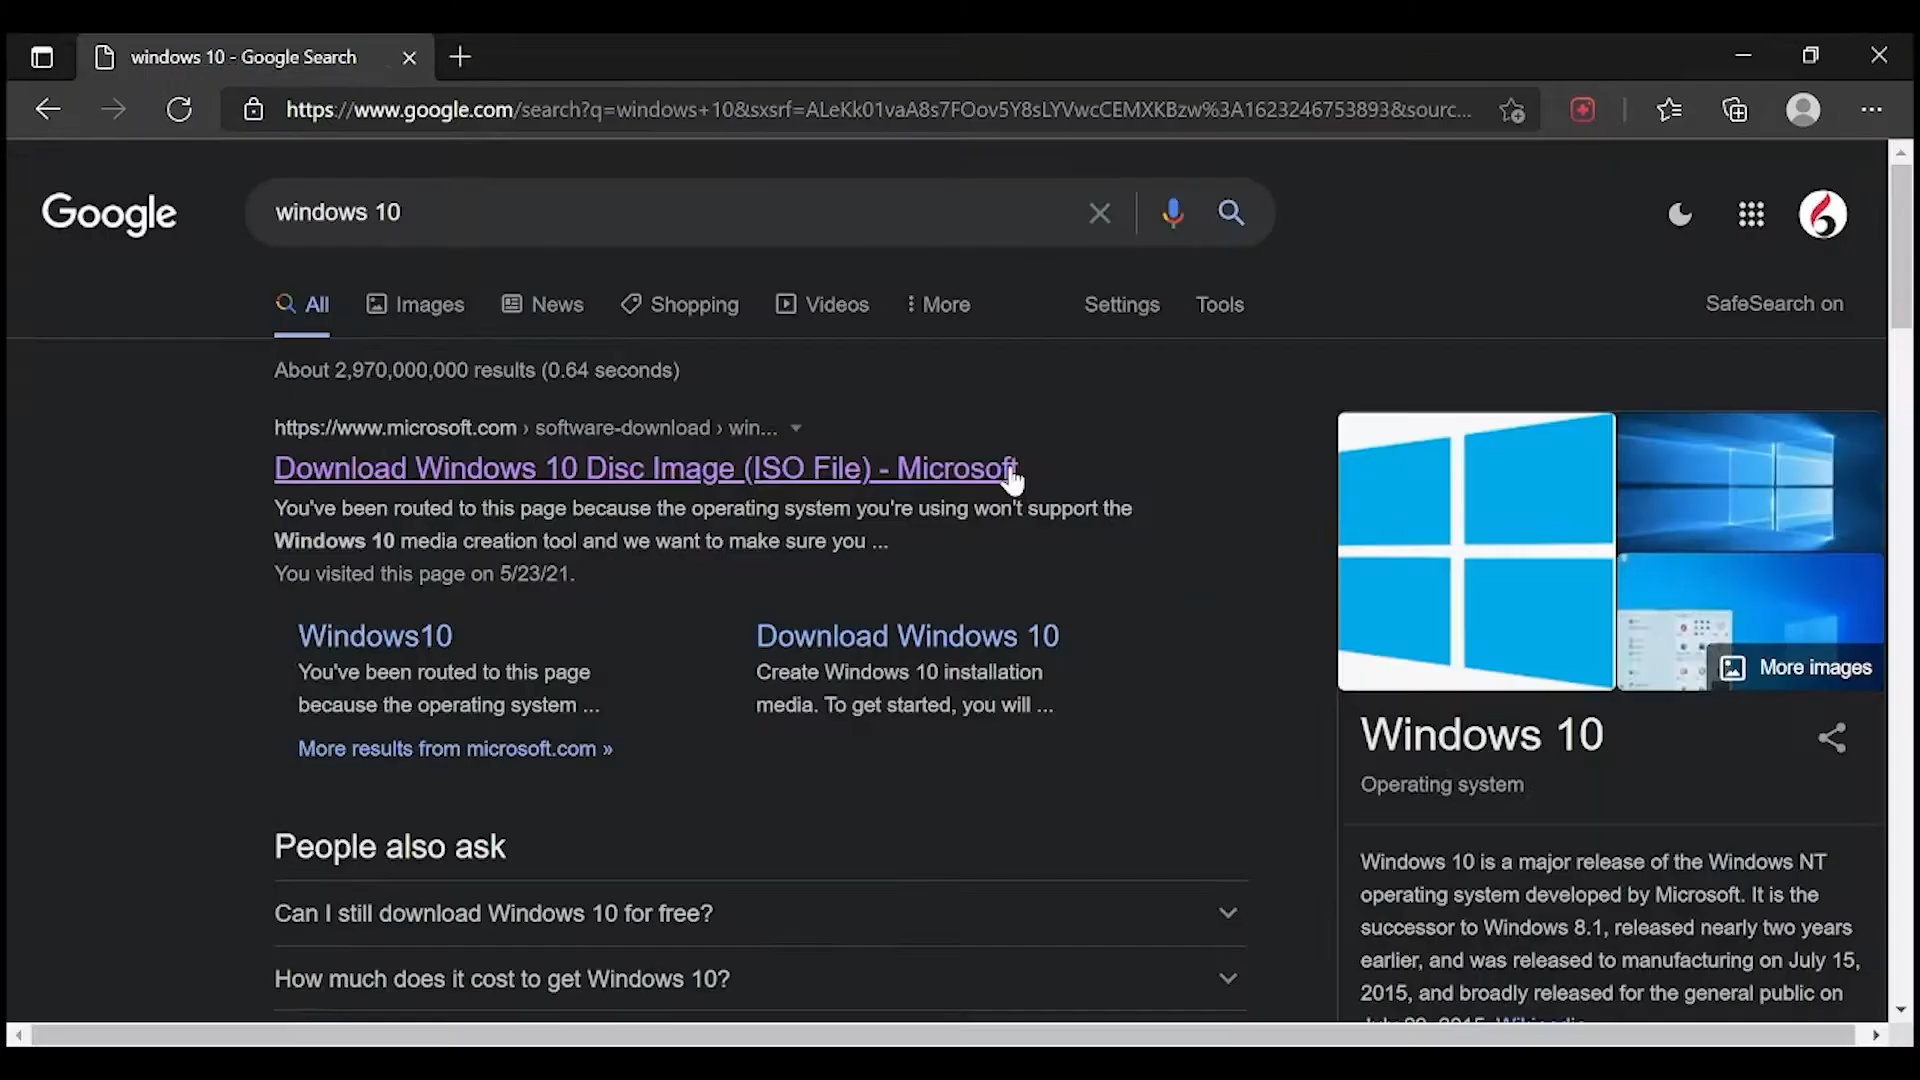 windows 10 - Google Search
https://www.google.com/search?q=windows+10&sxsrf=ALeKk01vaA8s7FOov5Y8sLYVwcCEMXKBzw%3A1623246753893&sourc...
Google
windows 10
All
Images
News
Shopping
Videos
More
Settings
Tools
SafeSearch on
About 2,970,000,000 results (0.64 seconds)
https://www.microsoft.com › software-download › win...
Download Windows 10 Disc Image (ISO File) - Microsoft
You've been routed to this page because the operating system you're using won't support the
Windows 10 media creation tool and we want to make sure you ...
You visited this page on 5/23/21.
Windows10
You've been routed to this page
because the operating system ...
Download Windows 10
Create Windows 10 installation
media. To get started, you will ...
More results from microsoft.com »
People also ask
Can I still download Windows 10 for free?
How much does it cost to get Windows 10?
More images
Windows 10
Operating system
Windows 10 is a major release of the Windows NT
operating system developed by Microsoft. It is the
successor to Windows 8.1, released nearly two years
earlier, and was released to manufacturing on July 15,
2015, and broadly released for the general public on